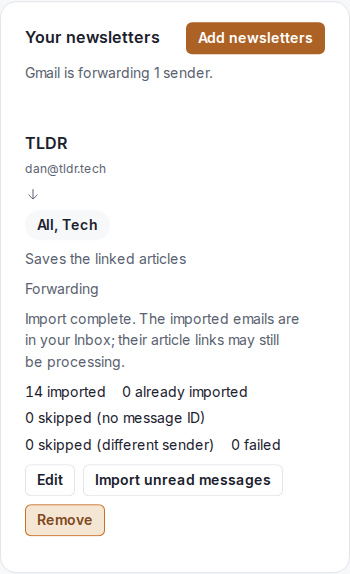 Your newsletters
Add newsletters
Gmail is forwarding 1 sender.
TLDR
dan@tldr.tech
↓
All, Tech
Saves the linked articles
Forwarding
Import complete. The imported emails are
in your Inbox; their article links may still
be processing.
14 imported 0 already imported
0 skipped (no message ID)
0 skipped (different sender) 0 failed
Edit
Import unread messages
Remove